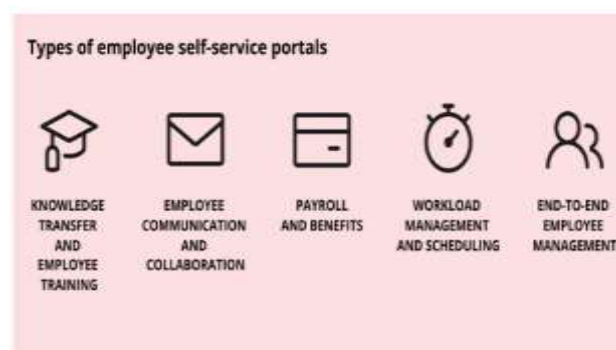 Types of employee self-service portals
KNOWLEDGE
TRANSFER
AND
EMPLOYEE
TRAINING
EMPLOYEE
COMMUNICATION
AND
COLLABORATION
PAYROLL
AND BENEFITS
WORKLOAD
MANAGEMENT
AND SCHEDULING
END-TO-END
EMPLOYEE
MANAGEMENT